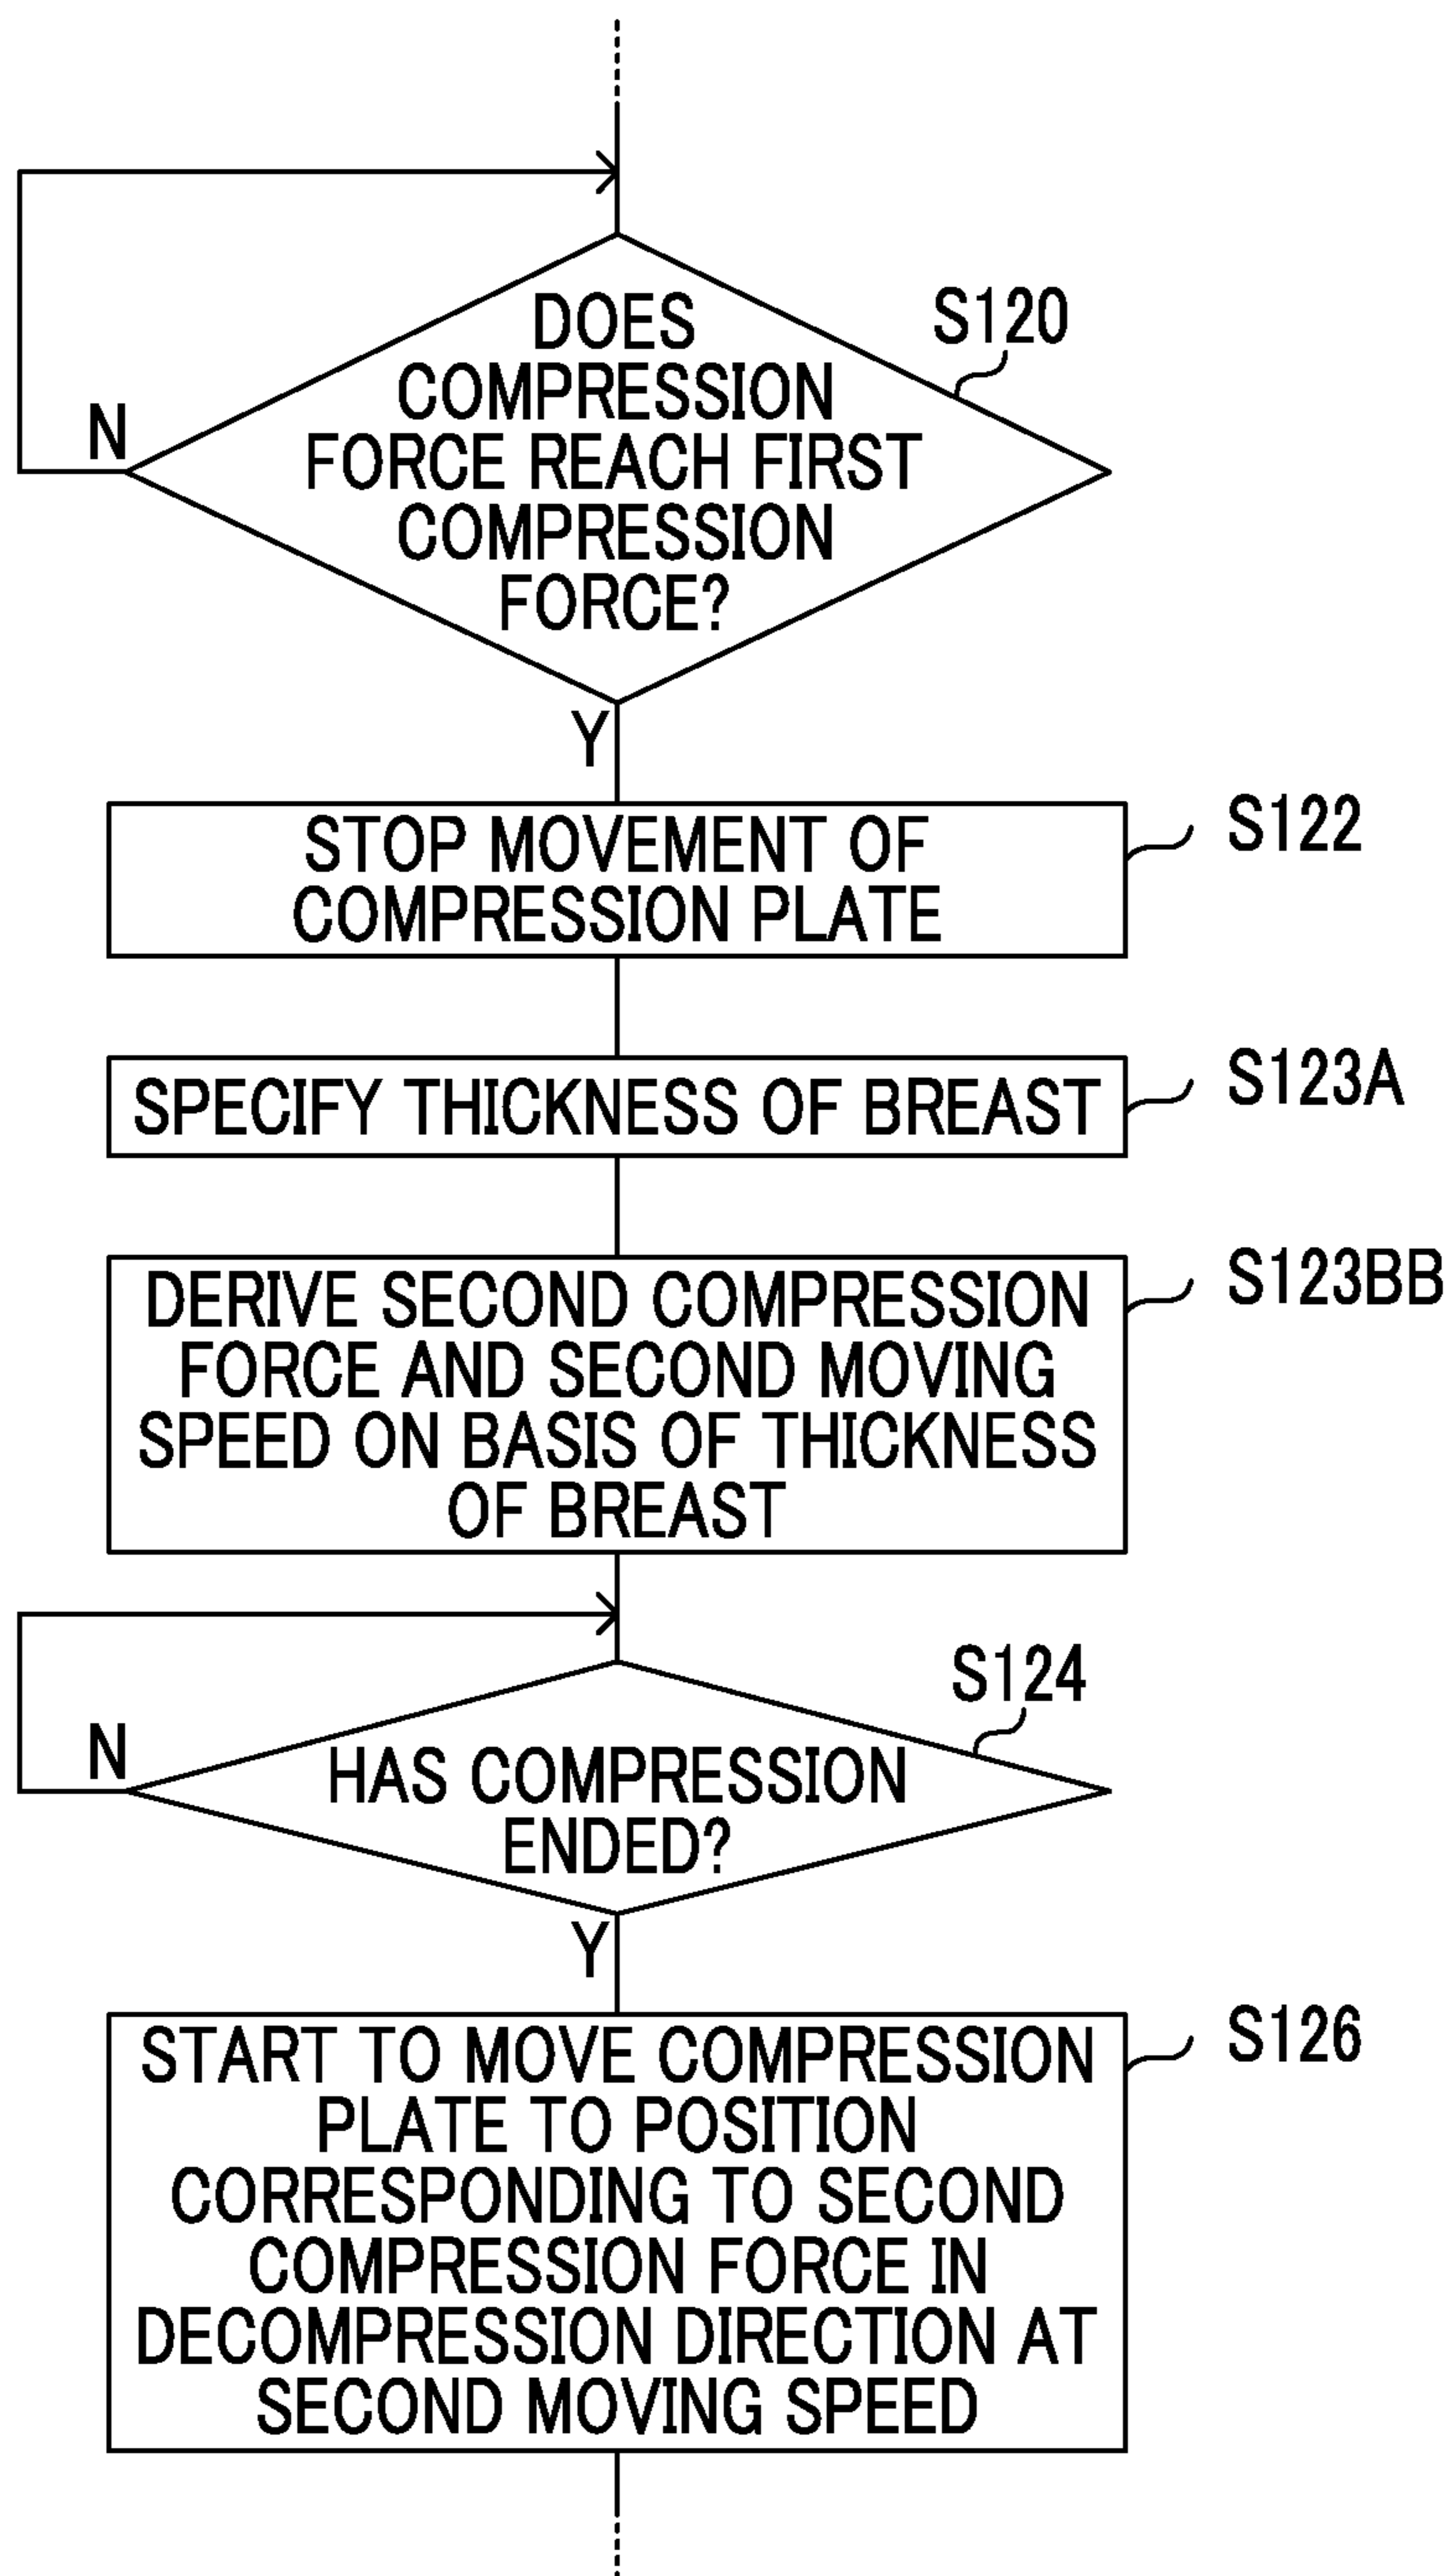 DOES
COMPRESSION
FORCE REACH FIRST
COMPRESSION
FORCE?
S120
N
Y
STOP MOVEMENT OF
COMPRESSION PLATE
S122
SPECIFY THICKNESS OF BREAST
S123A
DERIVE SECOND COMPRESSION
FORCE AND SECOND MOVING
SPEED ON BASIS OF THICKNESS
OF BREAST
S123BB
HAS COMPRESSION
ENDED?
S124
N
Y
START TO MOVE COMPRESSION
PLATE TO POSITION
CORRESPONDING TO SECOND
COMPRESSION FORCE IN
DECOMPRESSION DIRECTION AT
SECOND MOVING SPEED
S126